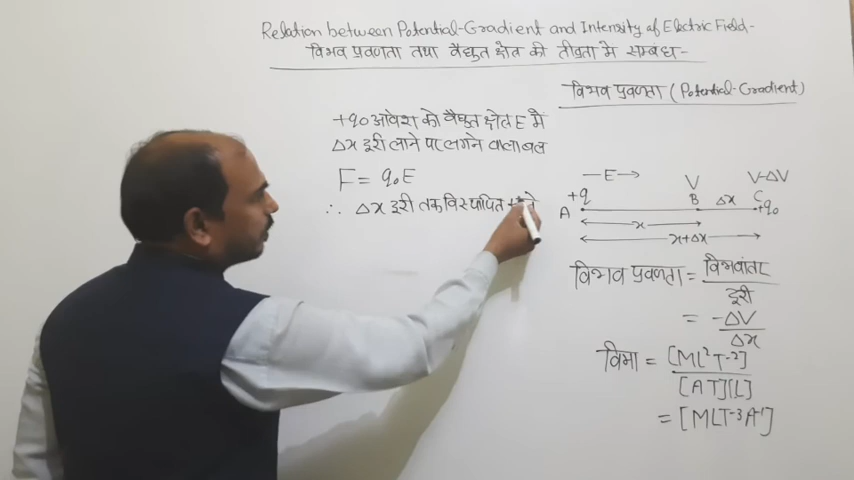 Relation between Potential-Gradient and Intensity of Electric Field-
विभव प्रवणता तथा वैद्युत क्षेत्र की तीव्रता में सम्बंध-
विभव प्रवणता (Potential-Gradient)
+q₀ आवेश को वैद्युत क्षेत्र E में
Δx दूरी लाने पर लगने वाला बल
F = q₀E
∴ Δx दूरी तक विस्थापित
E →
V V-ΔV
+q Δx C
A B +q₀
x
x+Δx
विभव प्रवणता = विभवांतर
दूरी
= -ΔV
Δx
विमा = [ML²T-2]
[AT][L]
= [MLT-3A-1]